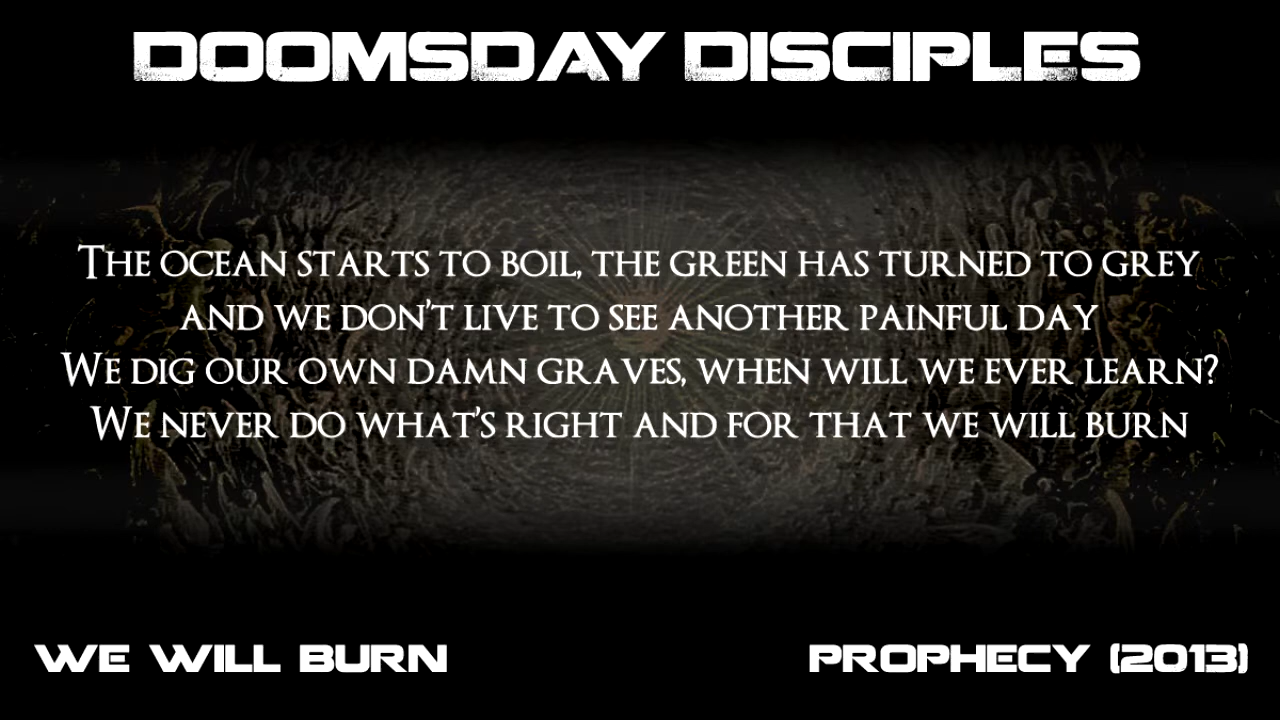 DOOMSDAY DISCIPLES
The ocean starts to boil, the green has turned to grey
and we don't live to see another painful day
We dig our own damn graves, when will we ever learn?
We never do what's right and for that we will burn
WE WILL BURN
PROPHECY (2013)